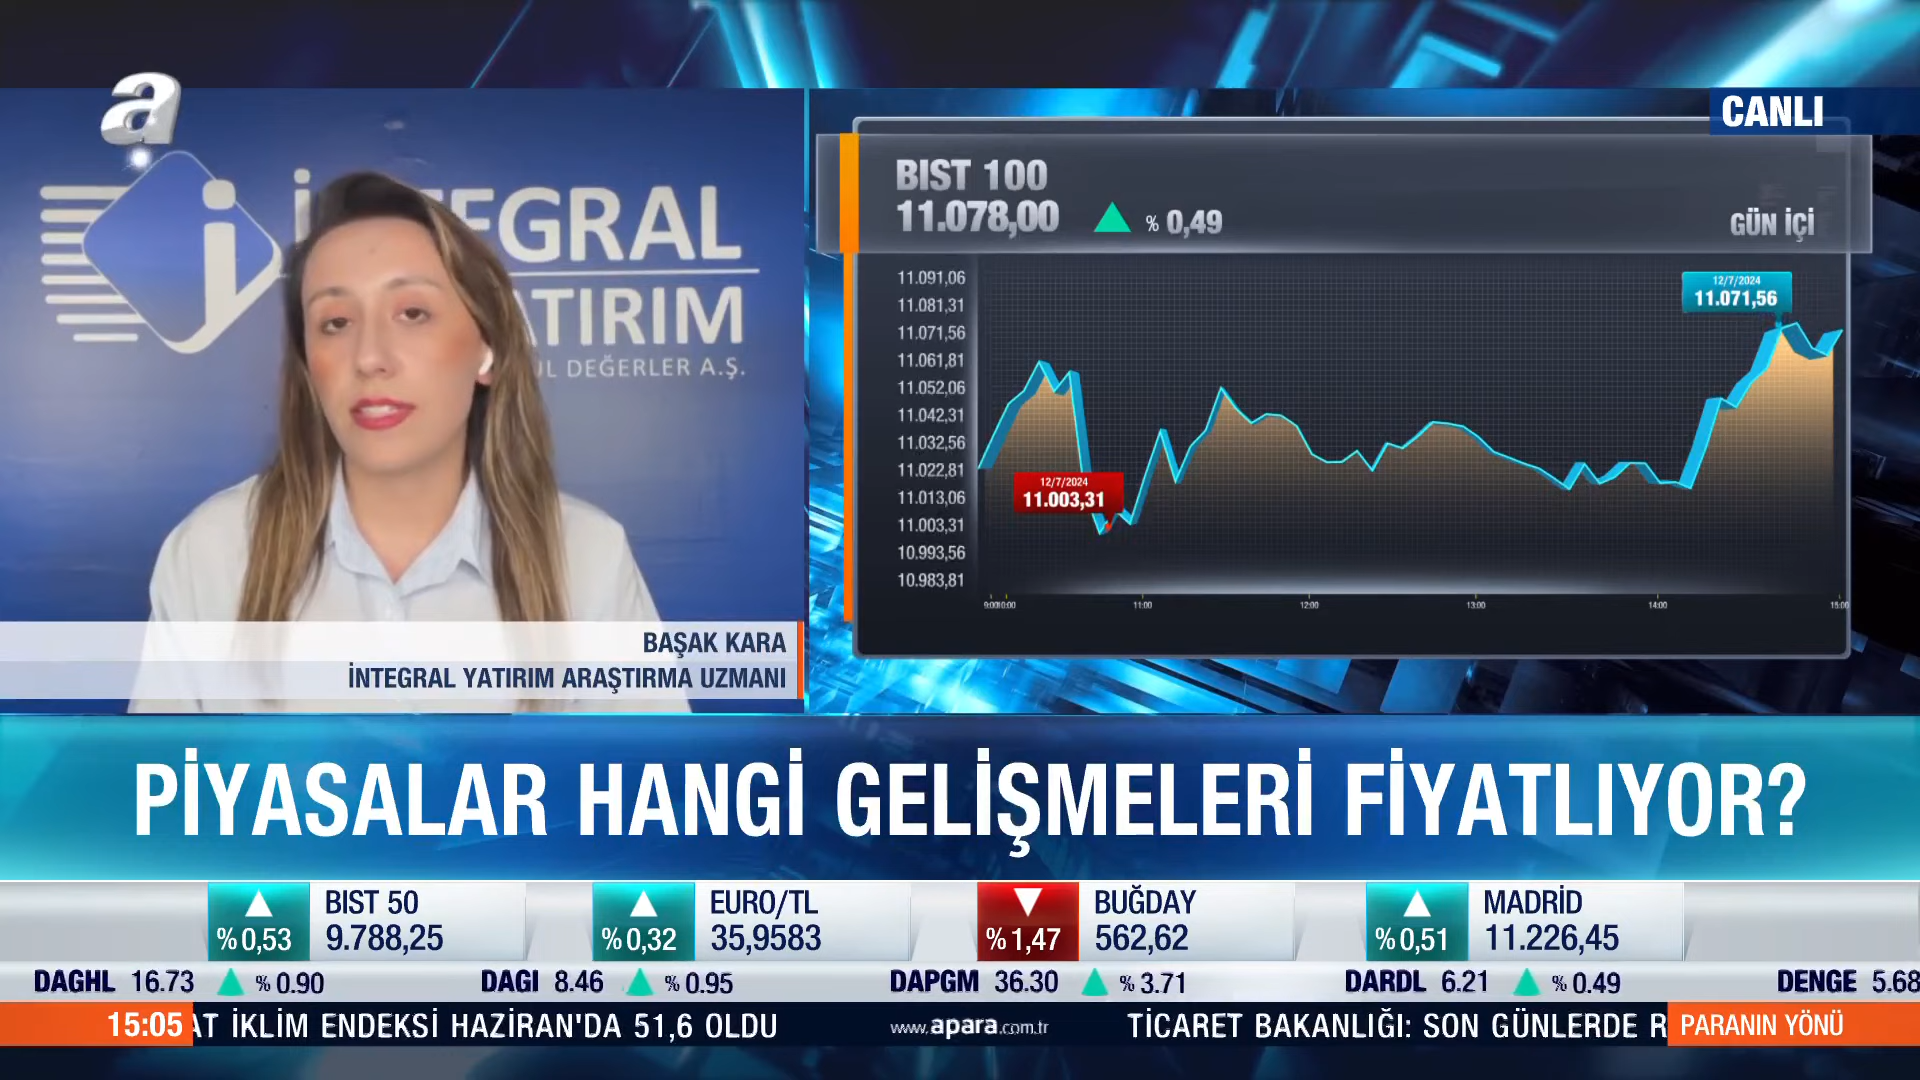 a
CANLI
İNTEGRAL
YATIRIM
UL DEĞERLER A.Ş.
BIST 100
11.078,00
% 0,49
GÜN İÇİ
11.091,06
11.081,31
11.071,56
11.061,81
11.052,06
11.042,31
11.032,56
11.022,81
11.013,06
11.003,31
10.993,56
10.983,81
12/7/2024
11.071,56
12/7/2024
11.003,31
11:00
12:00
13:00
14:00
15:00
BAŞAK KARA
İNTEGRAL YATIRIM ARAŞTIRMA UZMANI
PİYASALAR HANGİ GELİŞMELERİ FİYATLIYOR?
%0,53 BIST 50 9.788,25
%0,32 EURO/TL 35,9583
%1,47 BUĞDAY 562,62
%0,51 MADRİD 11.226,45
DAGHL 16.73 % 0.90 DAGI 8.46 % 0.95 DAPGM 36.30 % 3.71 DARDL 6.21 % 0.49 DENGE 5.68
15:05 AT İKLİM ENDEKSİ HAZİRAN'DA 51,6 OLDU www.apara.com.tr TİCARET BAKANLIĞI: SON GÜNLERDE R PARANIN YÖNÜ